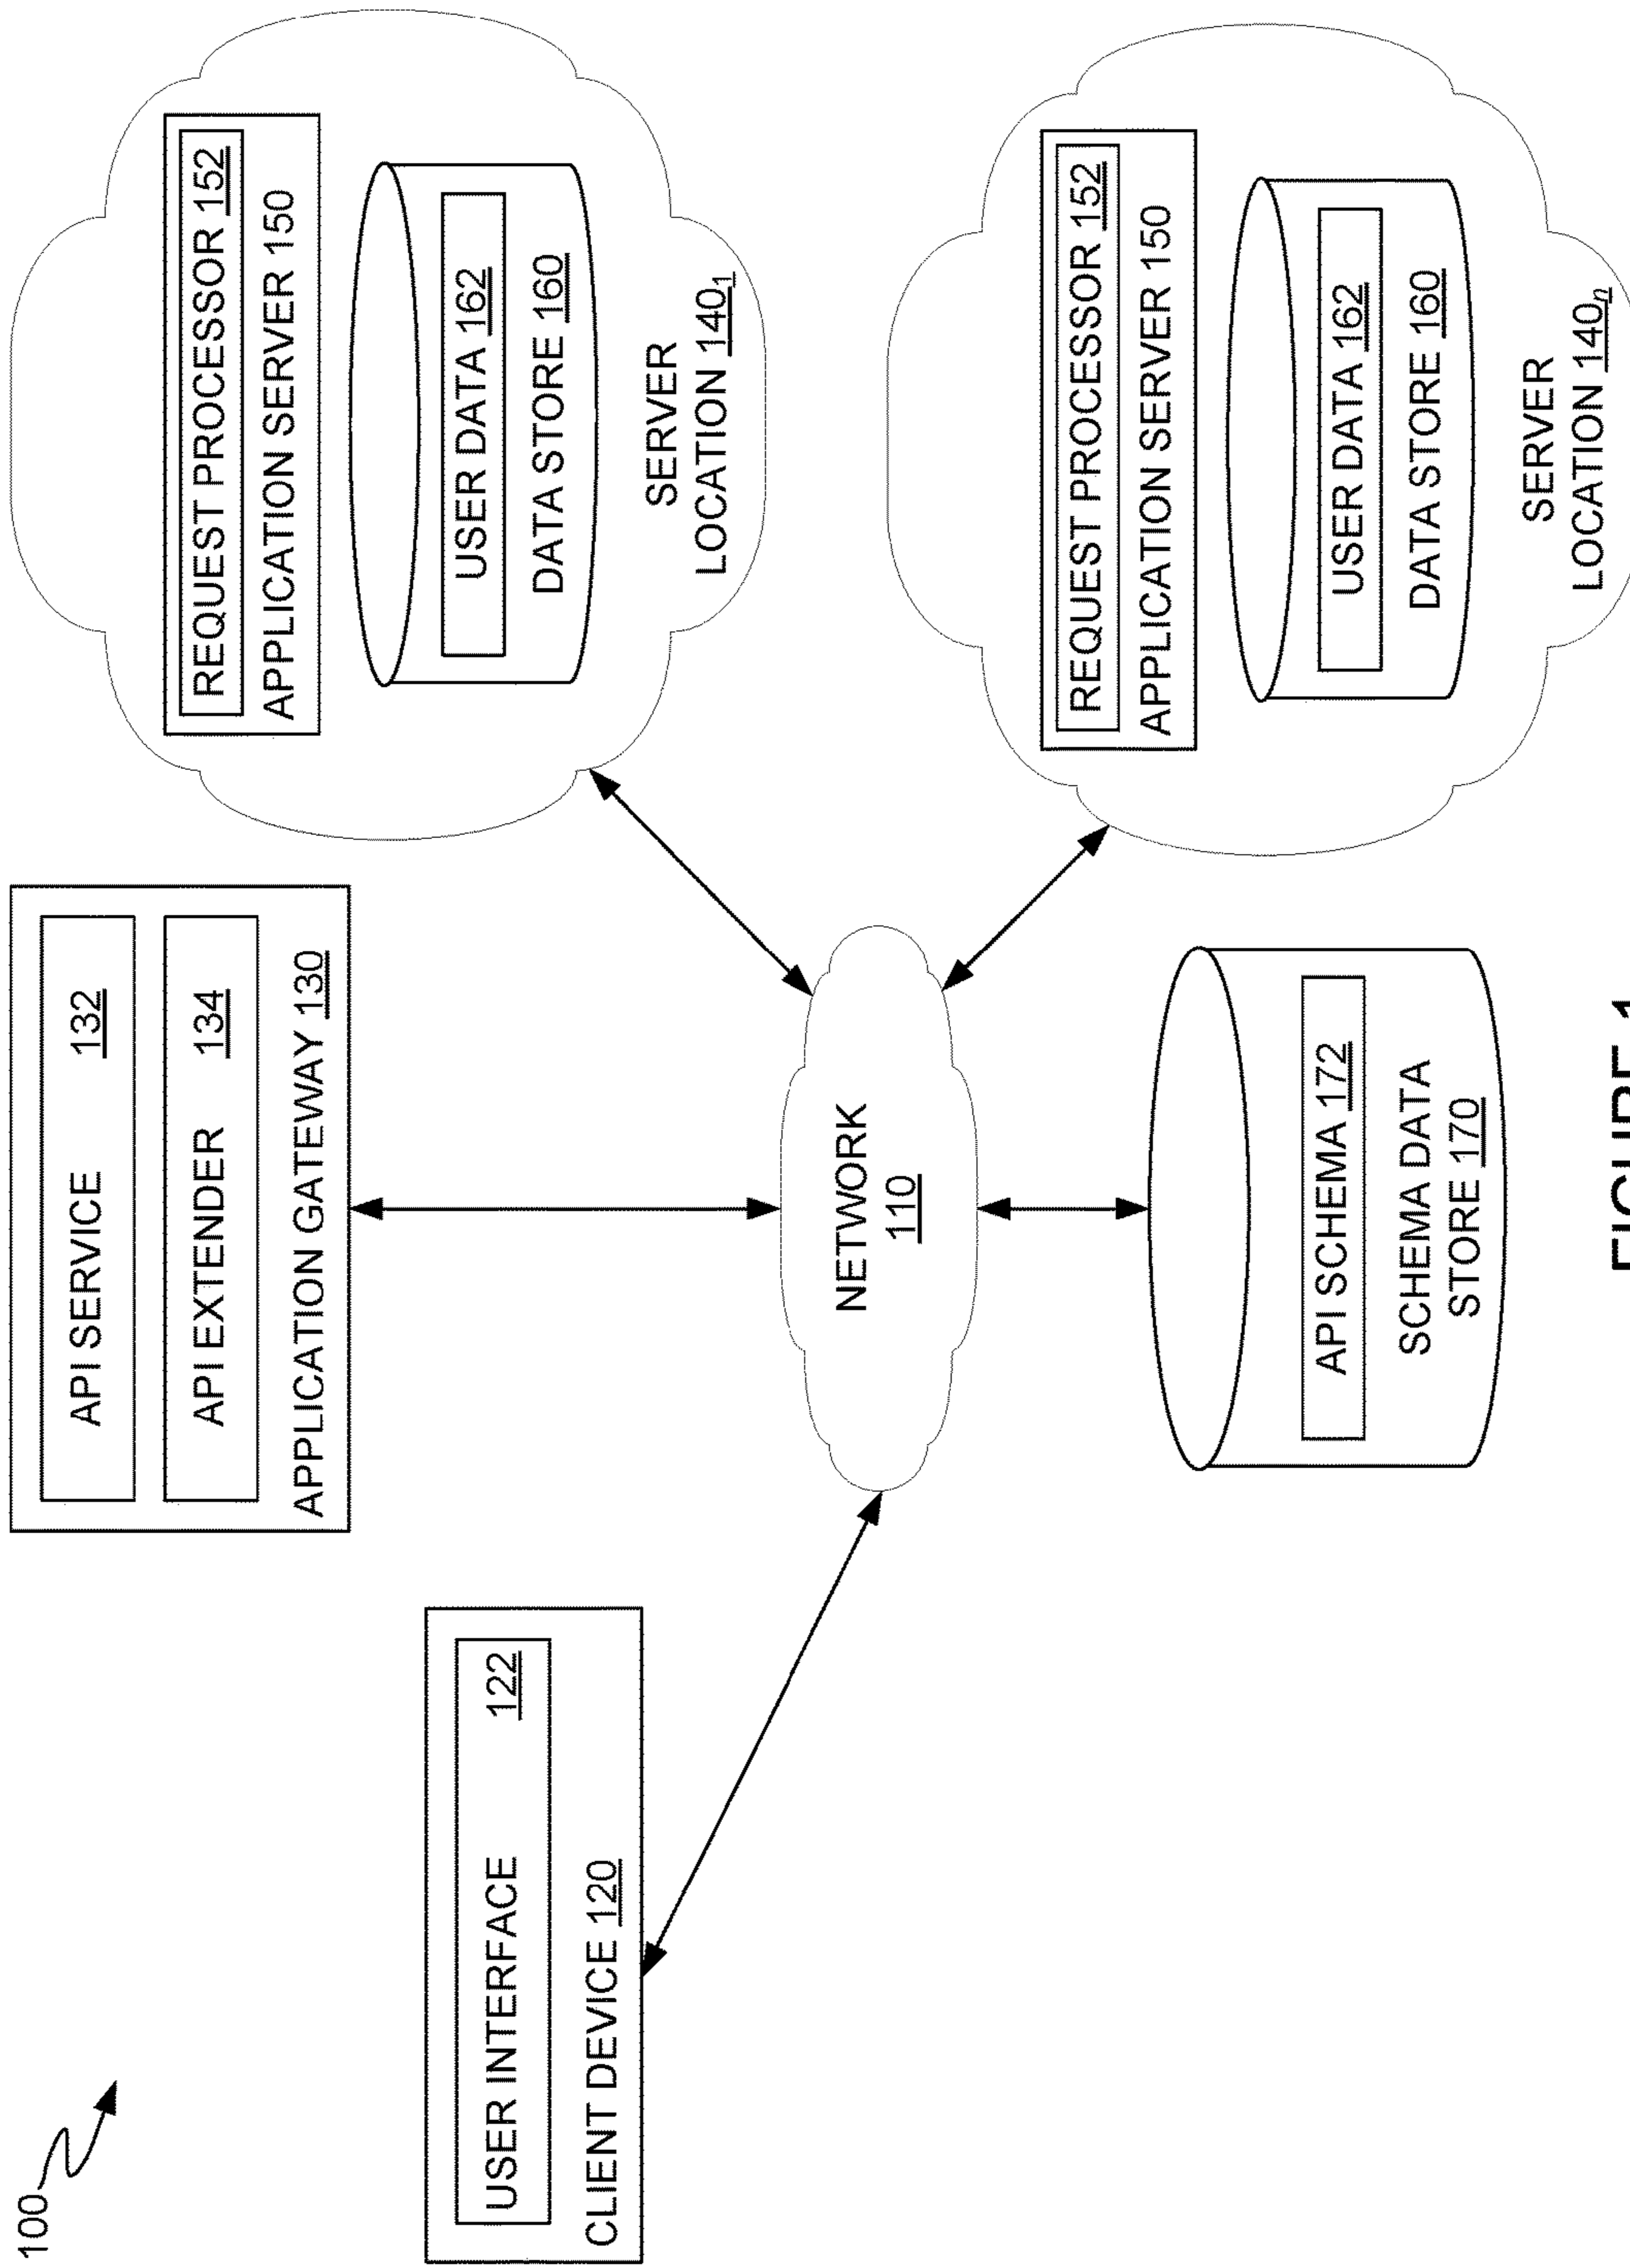 100
USER INTERFACE 122
CLIENT DEVICE 120
API SERVICE 132
API EXTENDER 134
APPLICATION GATEWAY 130
NETWORK
110
API SCHEMA 172
SCHEMA DATA
STORE 170
REQUEST PROCESSOR 152
APPLICATION SERVER 150
USER DATA 162
DATA STORE 160
SERVER
LOCATION 140₁
REQUEST PROCESSOR 152
APPLICATION SERVER 150
USER DATA 162
DATA STORE 160
SERVER
LOCATION 140ₙ
FIGURE 1